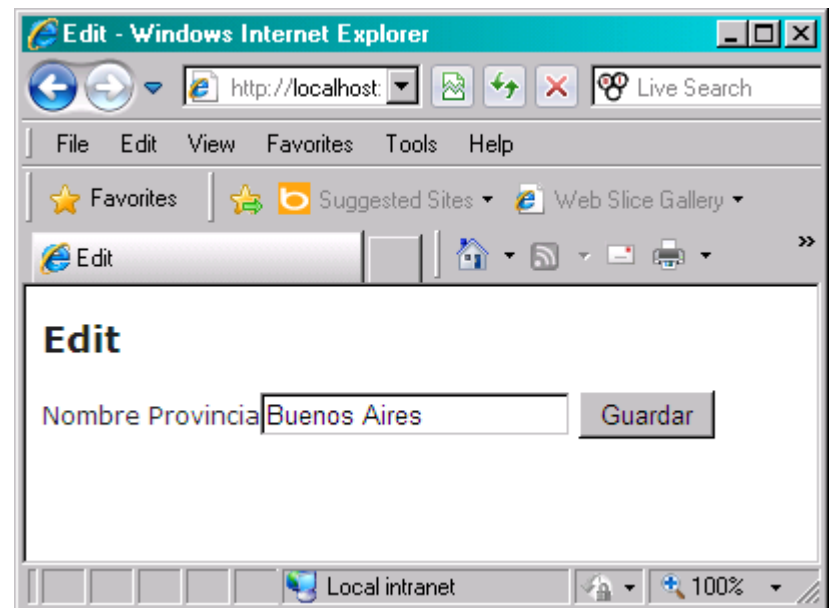 Edit - Windows Internet Explorer
http://localhost: Live Search
File Edit View Favorites Tools Help
Favorites Suggested Sites Web Slice Gallery
Edit »
Edit
Nombre Provincia Buenos Aires Guardar
Local intranet 100%